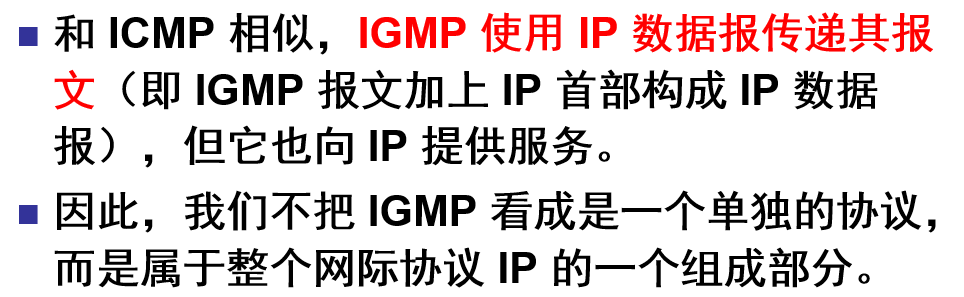 ■ 和 ICMP 相似，IGMP 使用 IP 数据报传递其报
文（即 IGMP 报文加上 IP 首部构成 IP 数据
报），但它也向 IP 提供服务。
■ 因此，我们不把 IGMP 看成是一个单独的协议，
而是属于整个网际协议 IP 的一个组成部分。